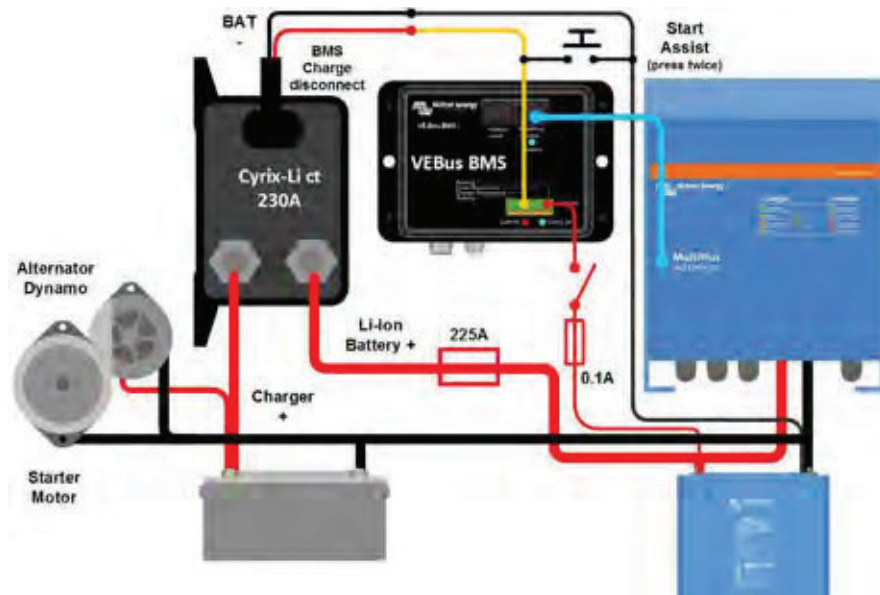 BAT
-
BMS
Charge
disconnect
Start
Assist
(press twice)
Cyrix-Li ct
230A
VEBus BMS
Alternator
Dynamo
Li-ion
Battery +
225A
0.1A
Charger
+
Starter
Motor
MultiPlus